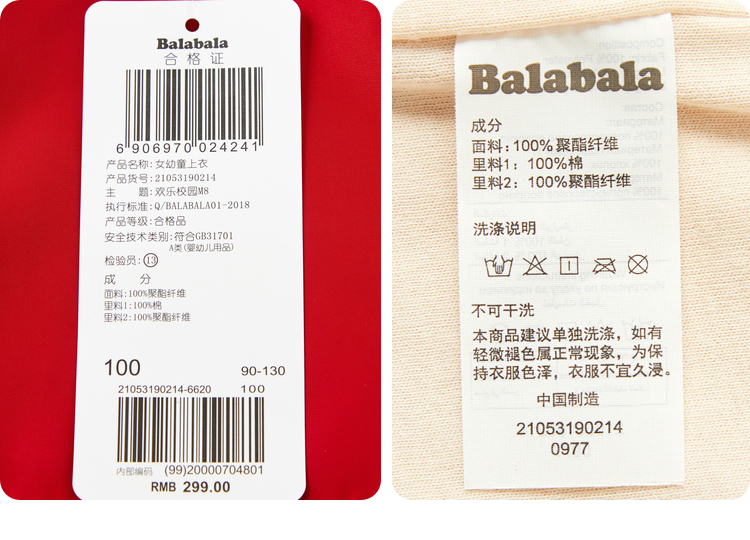 Balabala
合格证
6 906970 024241
产品名称:女幼童上衣
产品货号:21053190214
主 题:欢乐校园M8
执行标准:Q/BALABALA01-2018
产品等级:合格品
安全技术类别:符合GB31701
A类(婴幼儿用品)
检验员:13
成 分
面料:100%聚酯纤维
里料1:100%棉
里料2:100%聚酯纤维
100 90-130
21053190214-6620 100
内部编码 (99)20000704801
RMB 299.00
Balabala
成分
面料:100%聚酯纤维
里料1: 100%棉
里料2: 100%聚酯纤维
洗涤说明
不可干洗
本商品建议单独洗涤，如有
轻微褪色属正常现象，为保
持衣服色泽，衣服不宜久浸。
中国制造
21053190214
0977